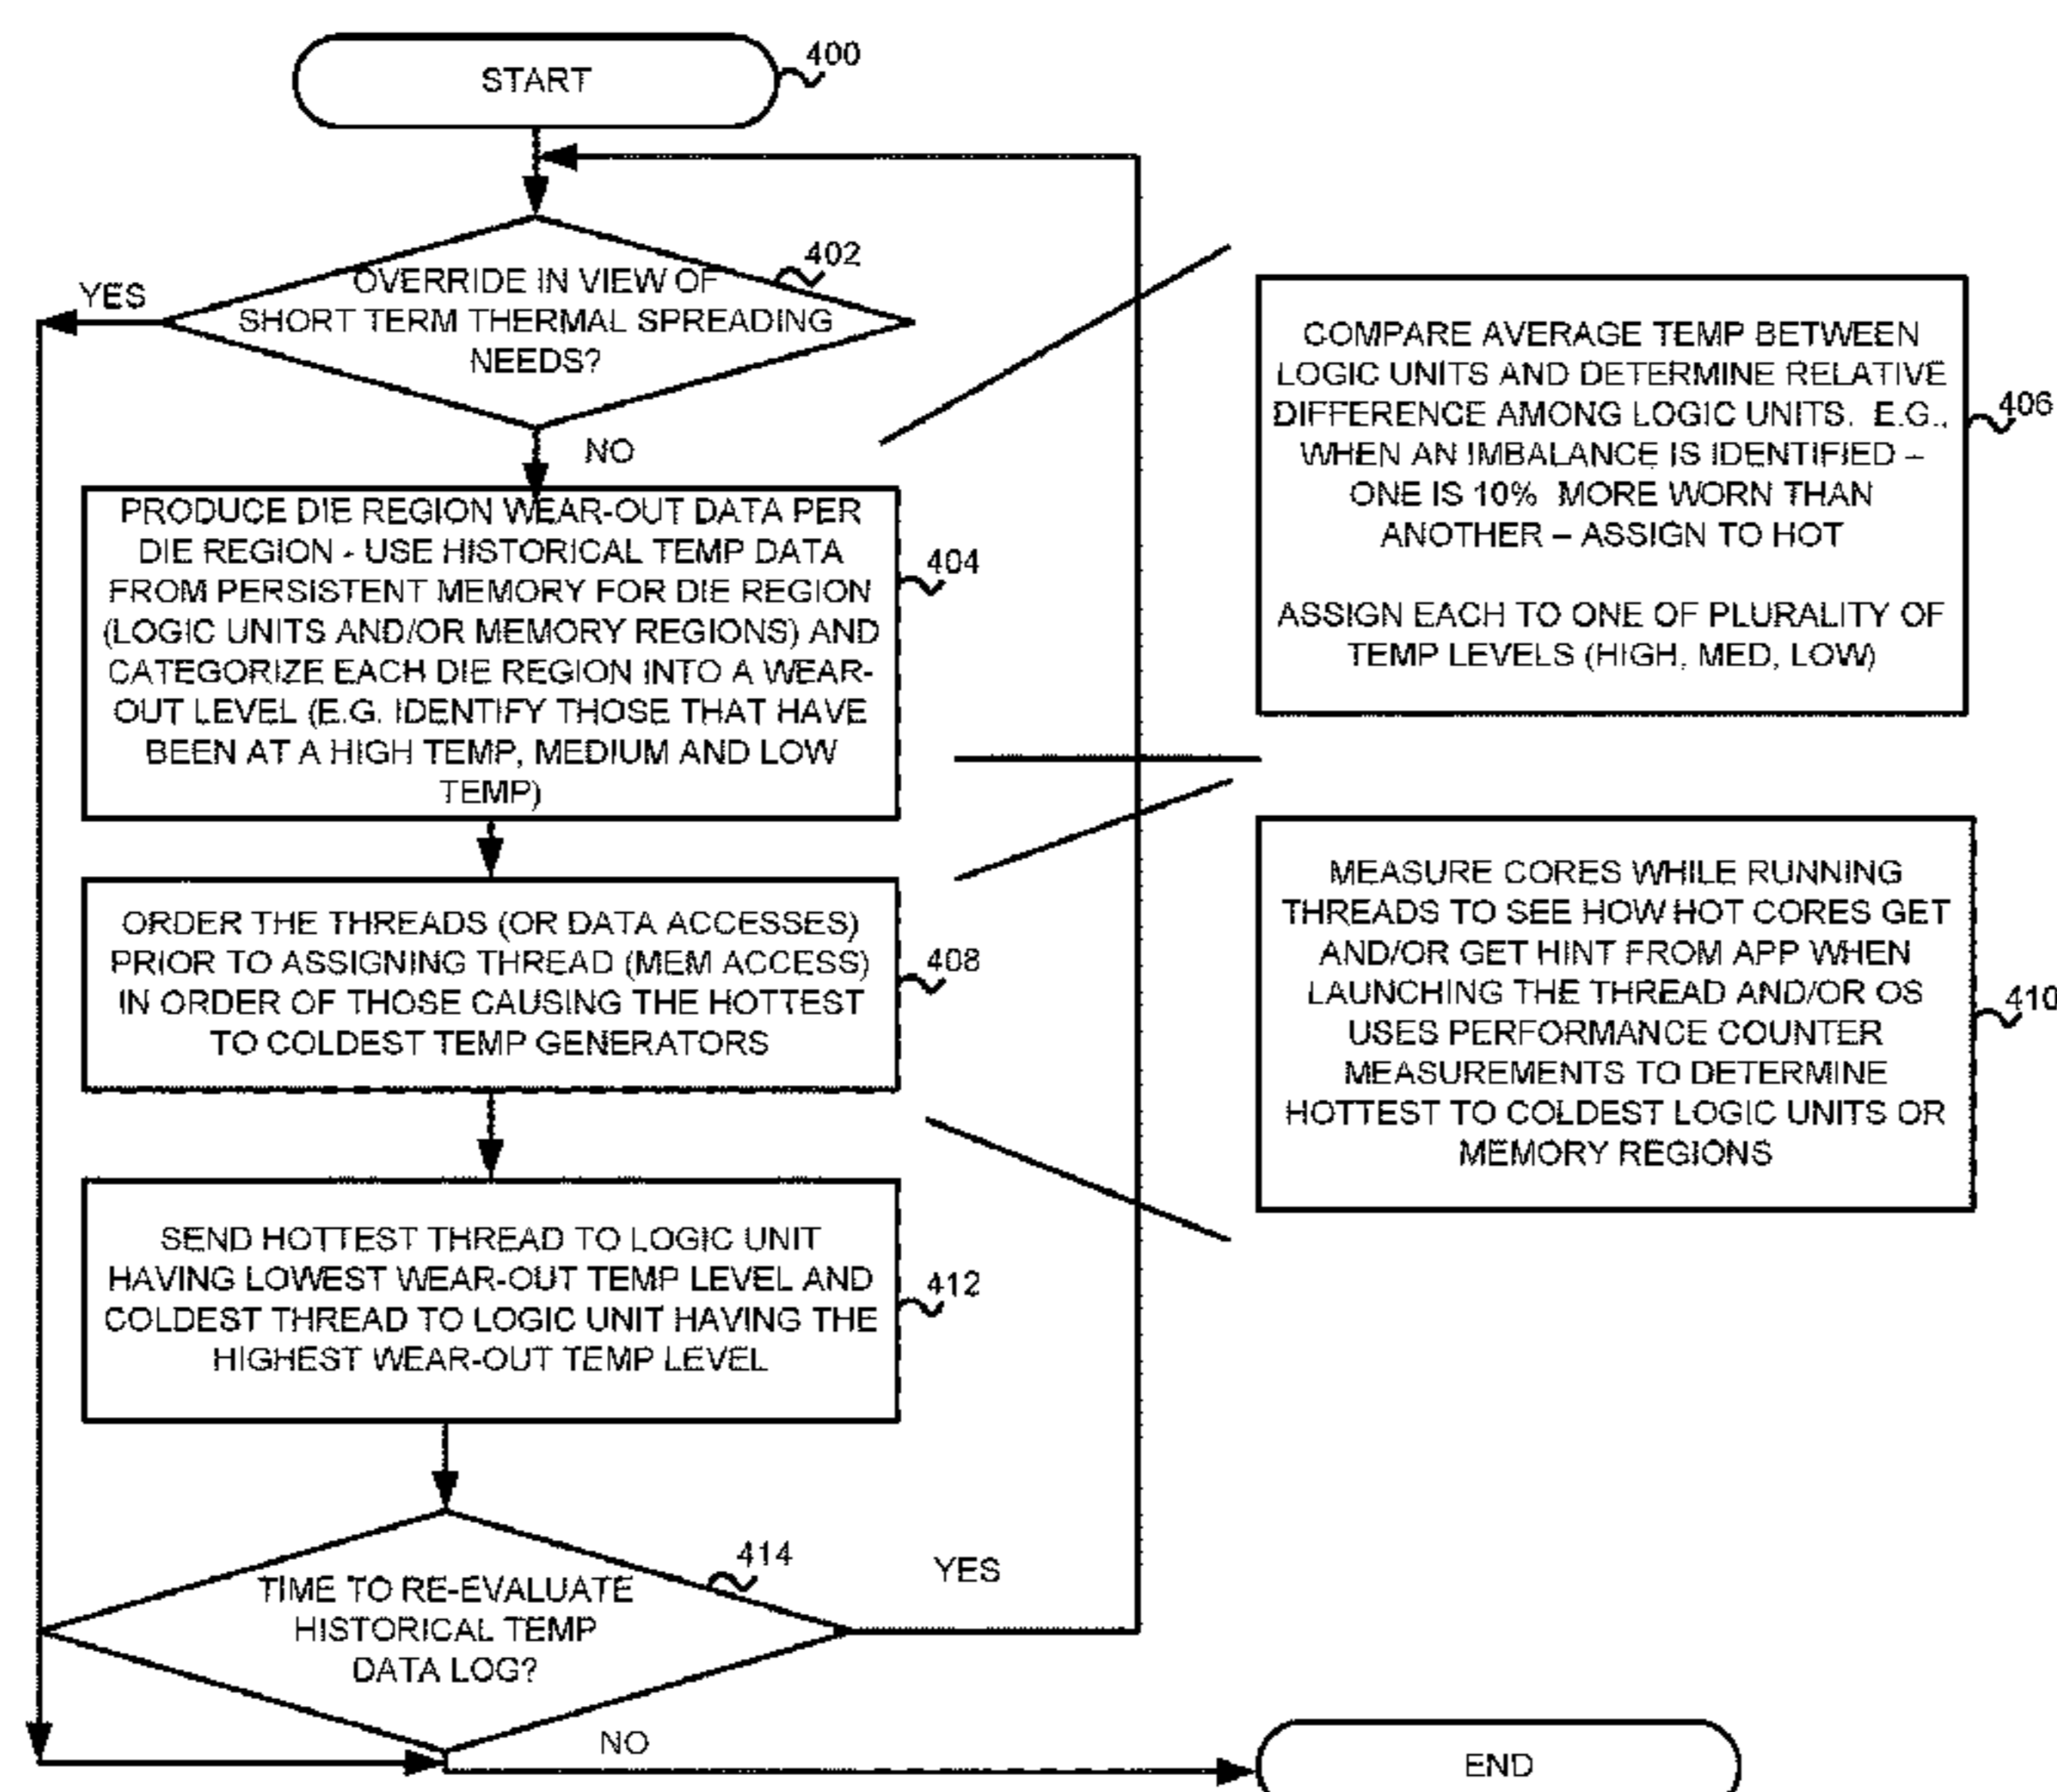 START
400
OVERRIDE IN VIEW OF
SHORT TERM THERMAL SPREADING
NEEDS?
402
YES
NO
PRODUCE DIE REGION WEAR-OUT DATA PER
DIE REGION - USE HISTORICAL TEMP DATA
FROM PERSISTENT MEMORY FOR DIE REGION
(LOGIC UNITS AND/OR MEMORY REGIONS) AND
CATEGORIZE EACH DIE REGION INTO A WEAR-
OUT LEVEL (E.G. IDENTIFY THOSE THAT HAVE
BEEN AT A HIGH TEMP, MEDIUM AND LOW
TEMP)
404
COMPARE AVERAGE TEMP BETWEEN
LOGIC UNITS AND DETERMINE RELATIVE
DIFFERENCE AMONG LOGIC UNITS. E.G.,
WHEN AN IMBALANCE IS IDENTIFIED –
ONE IS 10% MORE WORN THAN
ANOTHER – ASSIGN TO HOT
ASSIGN EACH TO ONE OF PLURALITY OF
TEMP LEVELS (HIGH, MED, LOW)
406
ORDER THE THREADS (OR DATA ACCESSES)
PRIOR TO ASSIGNING THREAD (MEM ACCESS)
IN ORDER OF THOSE CAUSING THE HOTTEST
TO COLDEST TEMP GENERATORS
408
MEASURE CORES WHILE RUNNING
THREADS TO SEE HOW HOT CORES GET
AND/OR GET HINT FROM APP WHEN
LAUNCHING THE THREAD AND/OR OS
USES PERFORMANCE COUNTER
MEASUREMENTS TO DETERMINE
HOTTEST TO COLDEST LOGIC UNITS OR
MEMORY REGIONS
410
SEND HOTTEST THREAD TO LOGIC UNIT
HAVING LOWEST WEAR-OUT TEMP LEVEL AND
COLDEST THREAD TO LOGIC UNIT HAVING THE
HIGHEST WEAR-OUT TEMP LEVEL
412
TIME TO RE-EVALUATE
HISTORICAL TEMP
DATA LOG?
414
YES
NO
END